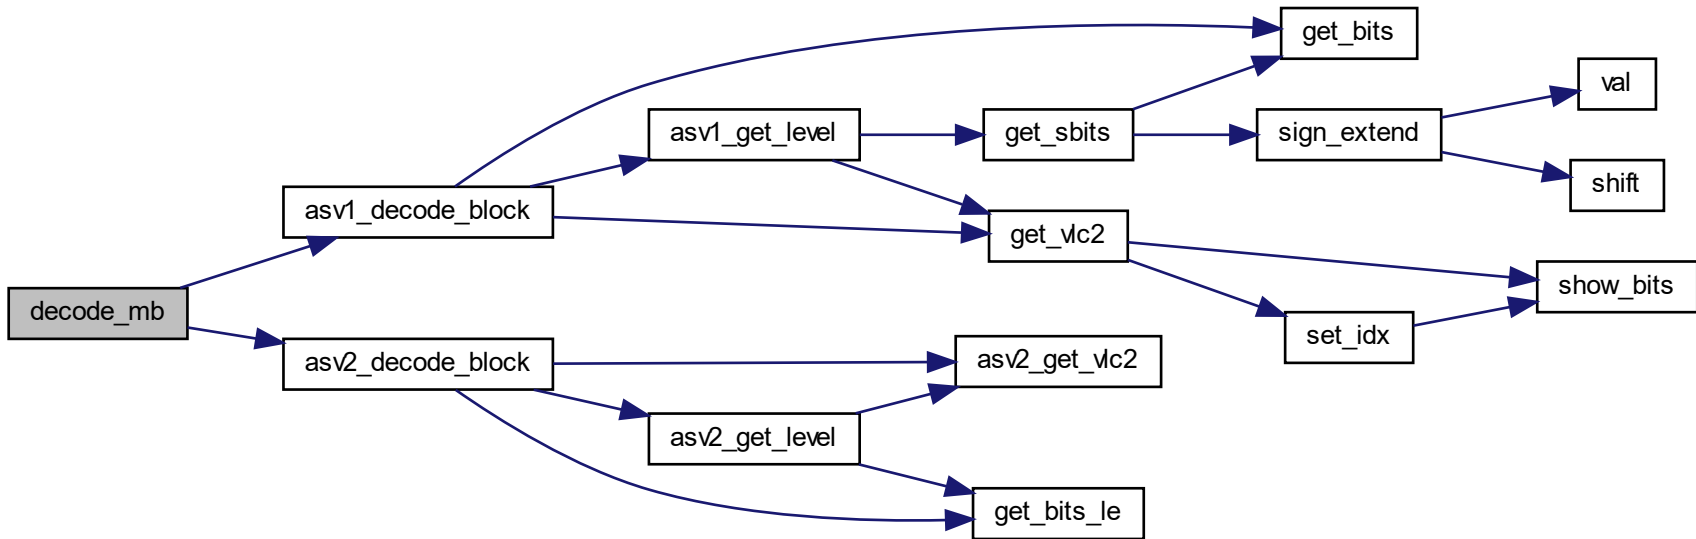 get_bits
val
asv1_get_level
get_sbits
sign_extend
shift
asv1_decode_block
get_vlc2
show_bits
decode_mb
set_idx
asv2_decode_block
asv2_get_vlc2
asv2_get_level
get_bits_le